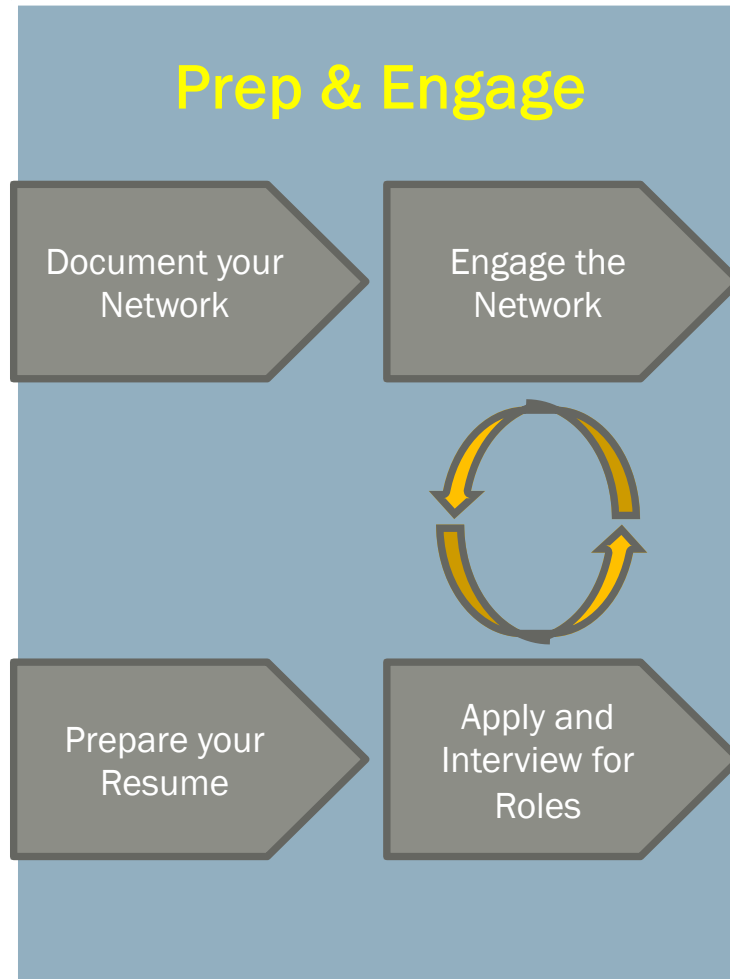 Prep & Engage
Document your
Network
Engage the
Network
Prepare your
Resume
Apply and
Interview for
Roles